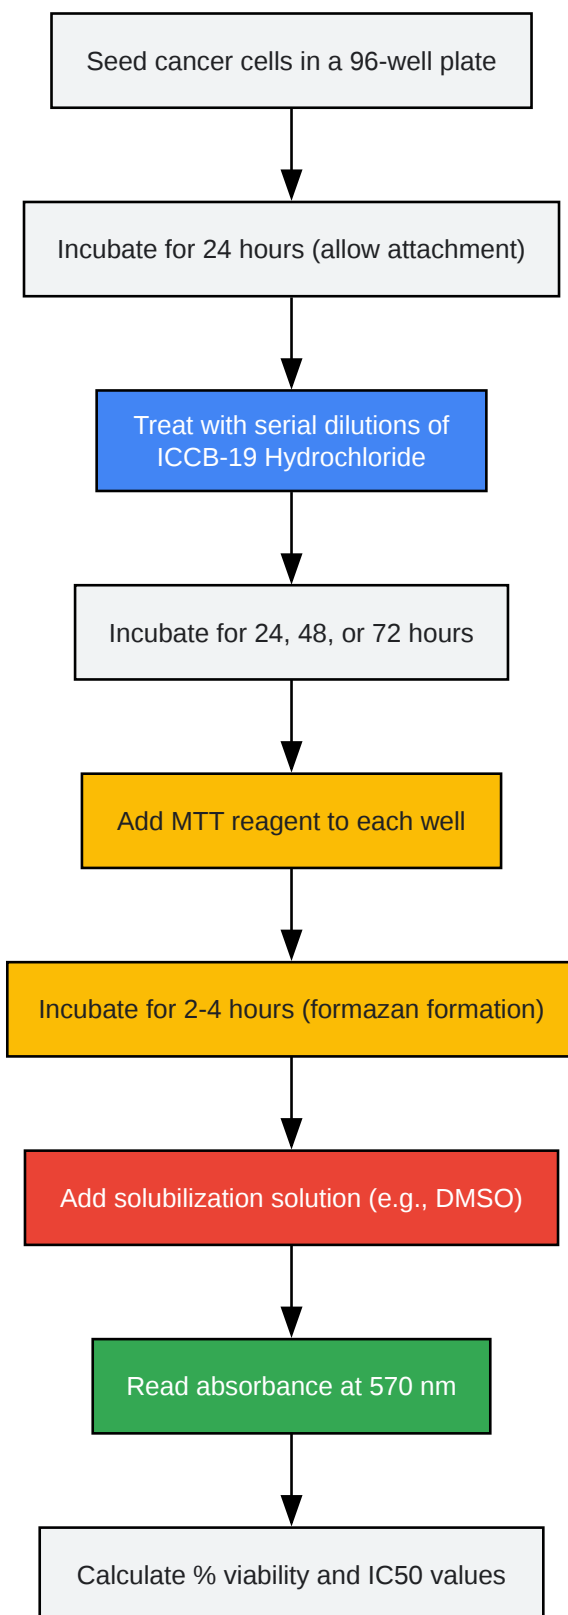 Seed cancer cells in a 96-well plate
Incubate for 24 hours (allow attachment)
Treat with serial dilutions of
ICCB-19 Hydrochloride
Incubate for 24, 48, or 72 hours
Add MTT reagent to each well
Incubate for 2-4 hours (formazan formation)
Add solubilization solution (e.g., DMSO)
Read absorbance at 570 nm
Calculate % viability and IC50 values